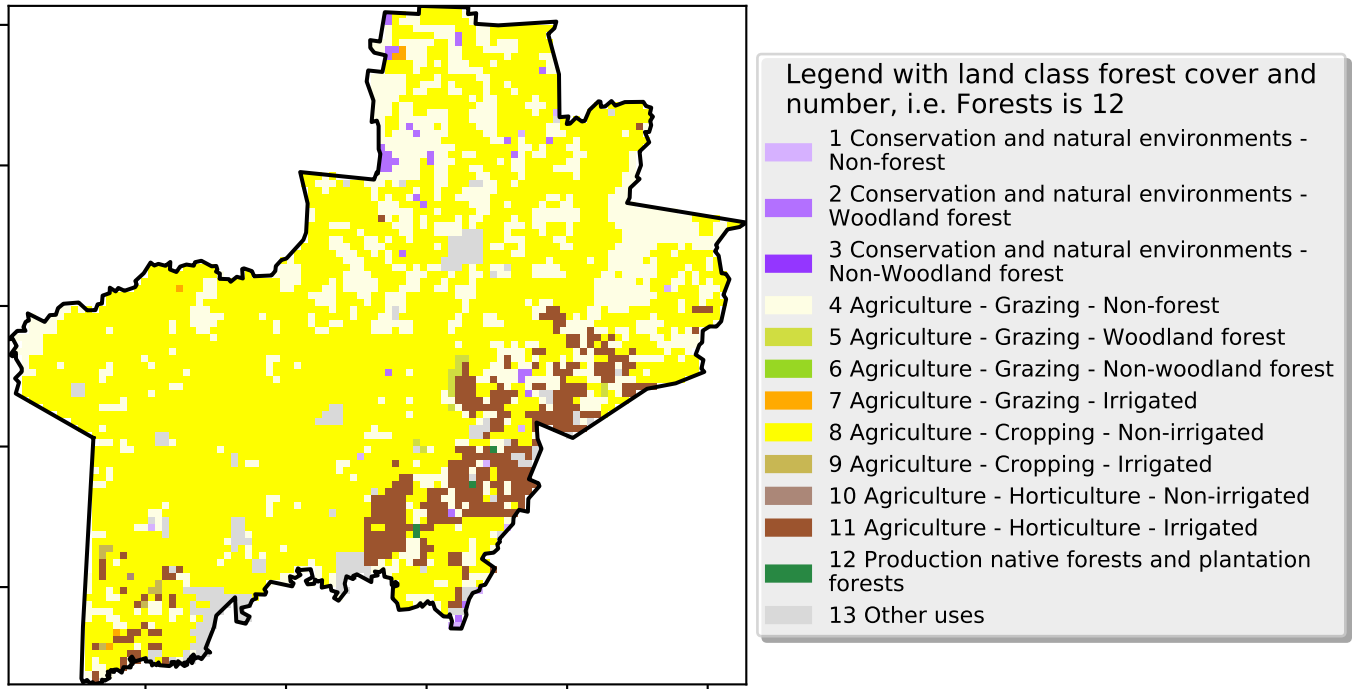 Legend with land class forest cover and
number, i.e. Forests is 12
1 Conservation and natural environments -
Non-forest
2 Conservation and natural environments -
Woodland forest
3 Conservation and natural environments -
Non-Woodland forest
4 Agriculture - Grazing - Non-forest
5 Agriculture - Grazing - Woodland forest
6 Agriculture - Grazing - Non-woodland forest
7 Agriculture - Grazing - Irrigated
8 Agriculture - Cropping - Non-irrigated
9 Agriculture - Cropping - Irrigated
10 Agriculture - Horticulture - Non-irrigated
11 Agriculture - Horticulture - Irrigated
12 Production native forests and plantation
forests
13 Other uses